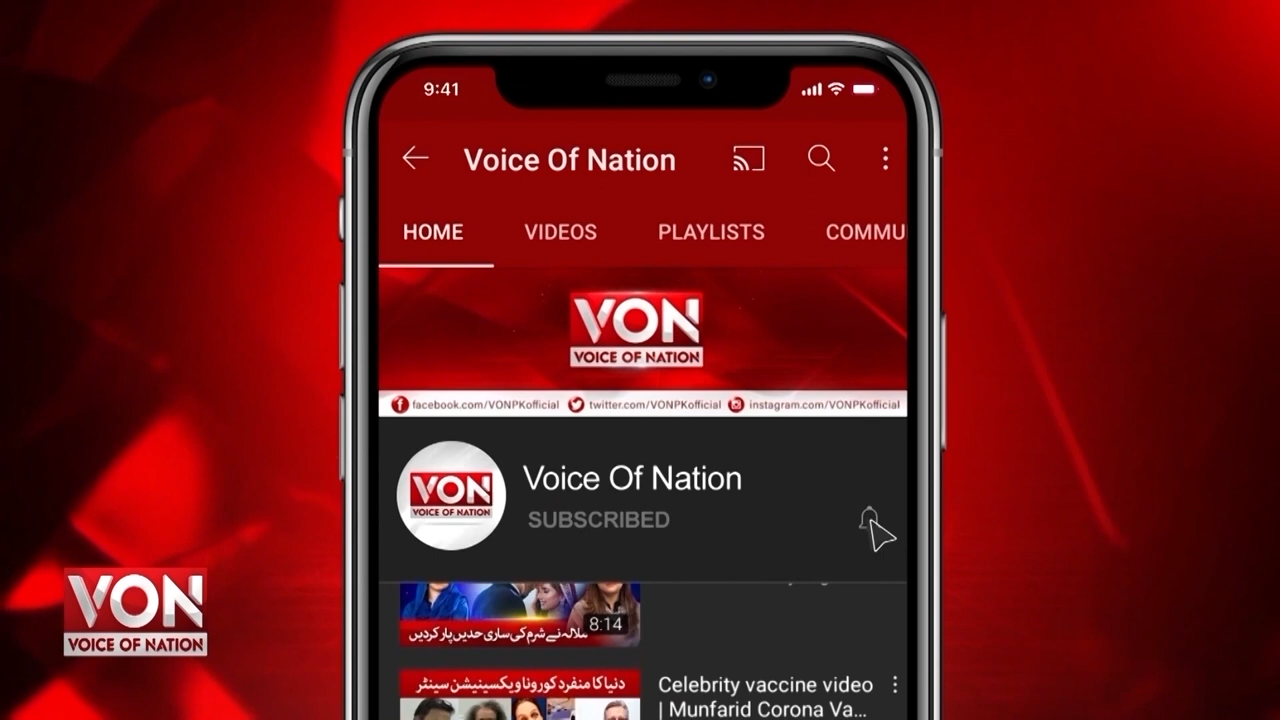 9:41
Voice Of Nation
HOME VIDEOS PLAYLISTS COMMU
VON
VOICE OF NATION
facebook.com/VONPKofficial twitter.com/VONPKofficial instagram.com/VONPKofficial
VON
VOICE OF NATION
Voice Of Nation
SUBSCRIBED
8:14
ملالہ نے شرم کی ساری حدیں پار کردیں
دنیا کا منفرد کورونا ویکسینیشن سینٹر
Celebrity vaccine video
| Munfarid Corona Va...
VON
VOICE OF NATION